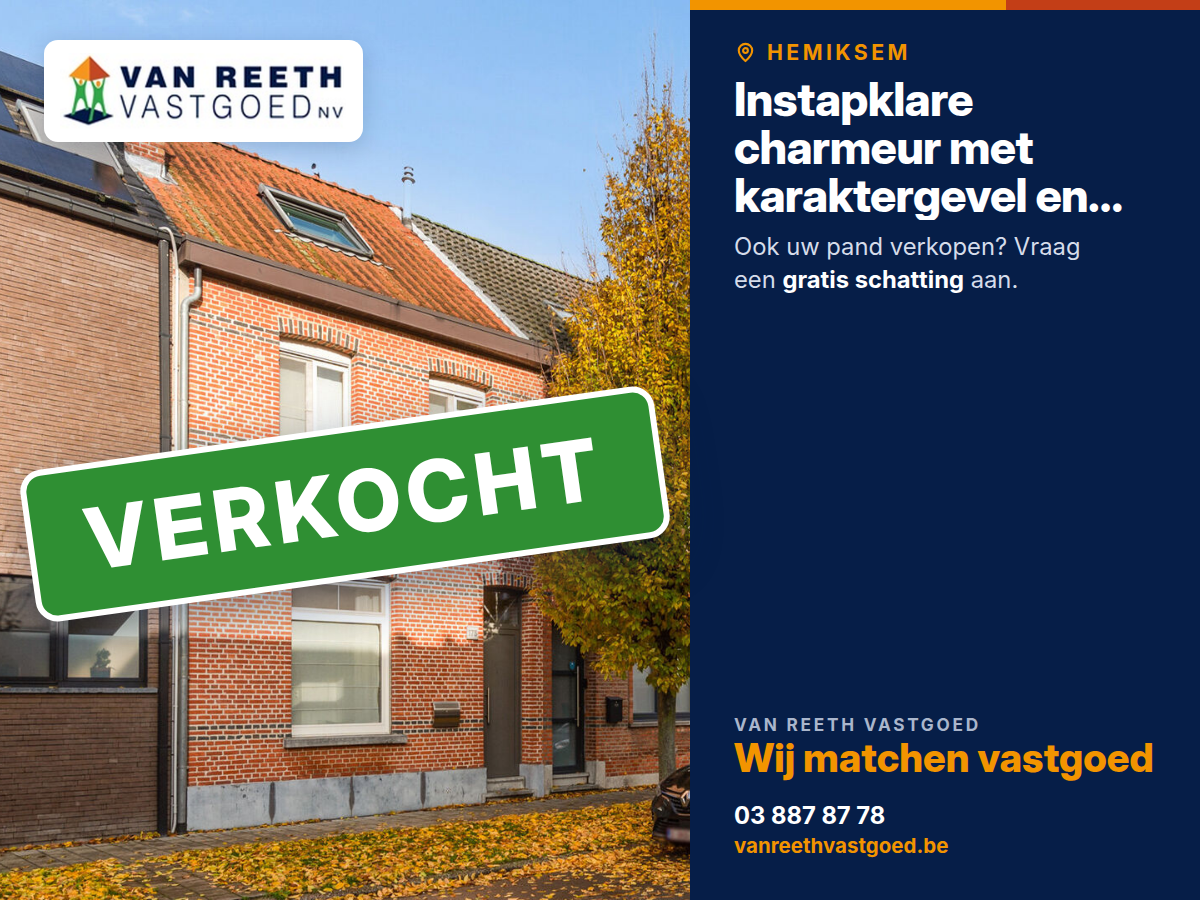 VAN REETH
VASTGOED NV
VERKOCHT
HEMIKSEM
Instapklare
charmeur met
karaktergevel en...
Ook uw pand verkopen? Vraag
een gratis schatting aan.
VAN REETH VASTGOED
Wij matchen vastgoed
03 887 87 78
vanreethvastgoed.be